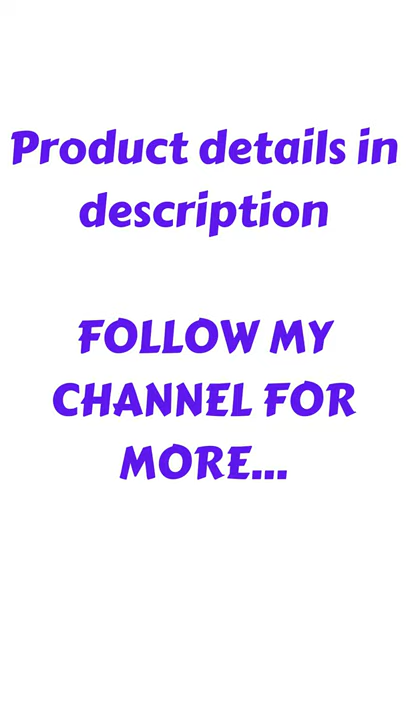 Product details in
description
FOLLOW MY
CHANNEL FOR
MORE...